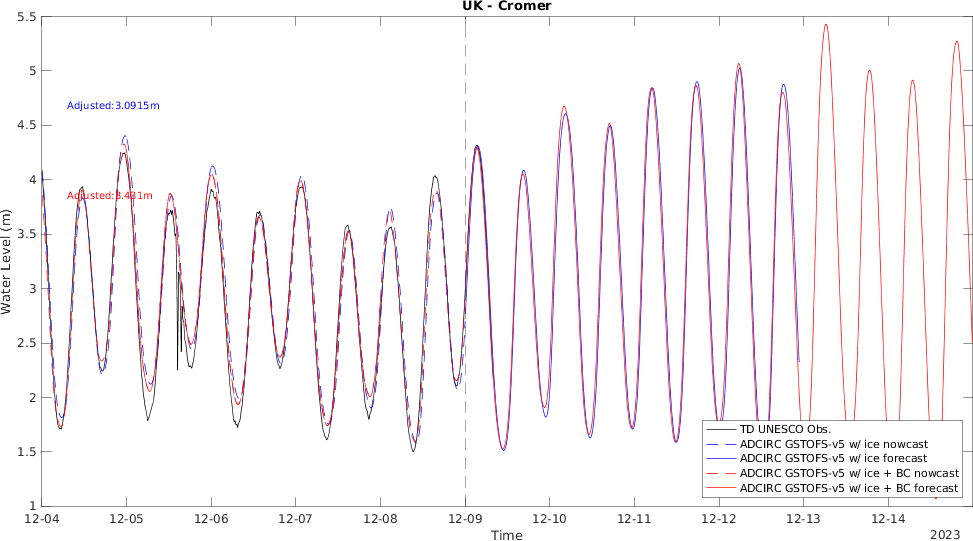 UK - Cromer
5.5
5
4.5
4
3.5
3
2.5
2
1.5
1
Water Level (m)
Adjusted:3.0915m
Adjusted:3.431m
TD UNESCO Obs.
ADCIRC GSTOFS-v5 w/ ice nowcast
ADCIRC GSTOFS-v5 w/ ice forecast
ADCIRC GSTOFS-v5 w/ ice + BC nowcast
ADCIRC GSTOFS-v5 w/ ice + BC forecast
12-04 12-05 12-06 12-07 12-08 12-09 12-10 12-11 12-12 12-13 12-14
Time
2023